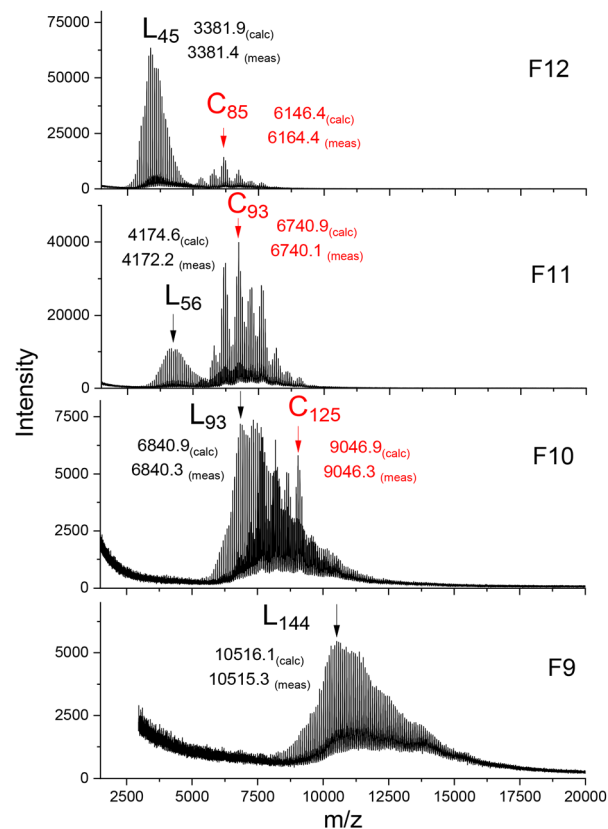 75000
50000
25000
0
L45
3381.9(calc)
3381.4 (meas)
C85
6146.4(calc)
6164.4 (meas)
F12
40000
20000
0
4174.6(calc)
4172.2 (meas)
L56
C93
6740.9(calc)
6740.1 (meas)
F11
7500
5000
2500
0
L93
6840.9(calc)
6840.3 (meas)
C125
9046.9(calc)
9046.3 (meas)
F10
5000
2500
0
L144
10516.1(calc)
10515.3 (meas)
F9
2500 5000 7500 10000 12500 15000 17500 20000
m/z
Intensity